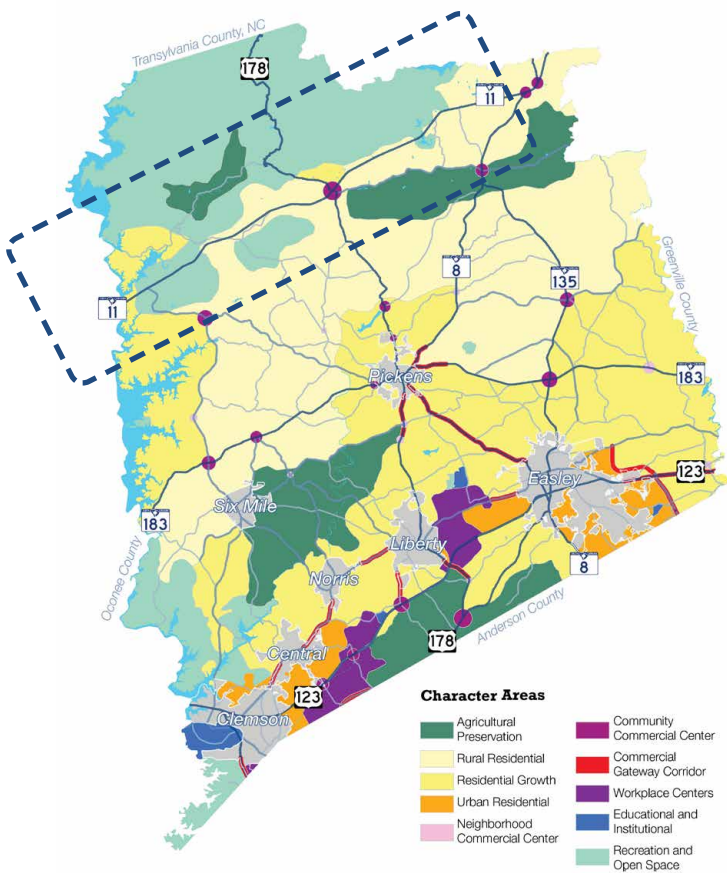 Transylvania County, NC
178
11
Greenville County
8
135
11
Pickens
183
Easley
123
Six Mile
183
Liberty
Oconee County
Norris
8
Anderson County
178
Central
123
Clemson
Character Areas
Agricultural
Preservation
Rural Residential
Residential Growth
Urban Residential
Neighborhood
Commercial Center
Community
Commercial Center
Commercial
Gateway Corridor
Workplace Centers
Educational and
Institutional
Recreation and
Open Space